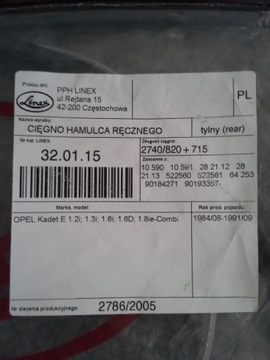 Producent:
Linex
PPH LINEX
ul.Rejtana 15
42-200 Częstochowa
PL
Nazwa wyrobu:
CIĘGNO HAMULCA RĘCZNEGO
tylny (rear)
Nr kat. LINEX:
32.01.15
Długość cięgna:
2740/820+715
Zamienne z:
10 590 10 591 28 21.12 28
21.13 522560 522561 64 253
90184271 90193357
Marka, model:
OPEL Kadet E 1.2i; 1.3i; 1.6i; 1.6D, 1.8ie-Combi
Rok prod. pojazdu:
1984/08-1991/09
Nr zlecenia produkcyjnego:
2786/2005